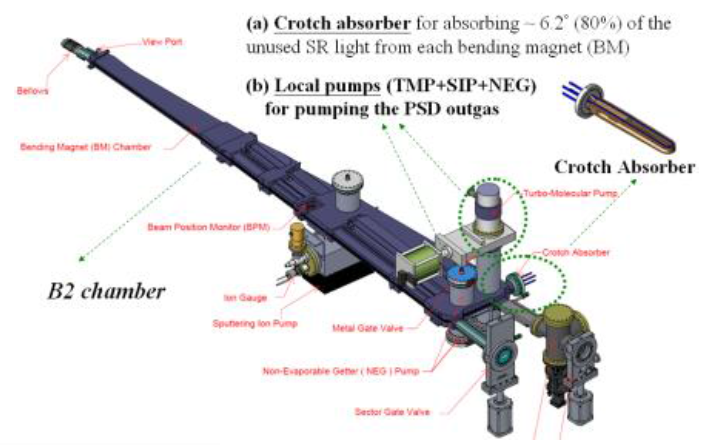 (a) Crotch absorber for absorbing ~ 6.2° (80%) of the
unused SR light from each bending magnet (BM)
View Port
Bellows
(b) Local pumps (TMP+SIP+NEG)
for pumping the PSD outgas
Bending Magnet (BM) Chamber
Crotch Absorber
Turbo-Molecular Pump
Beam Position Monitor (BPM)
Crotch Absorber
B2 chamber
Ion Gauge
Sputtering Ion Pump
Metal Gate Valve
Non-Evaporable Getter ( NEG ) Pump
Sector Gate Valve